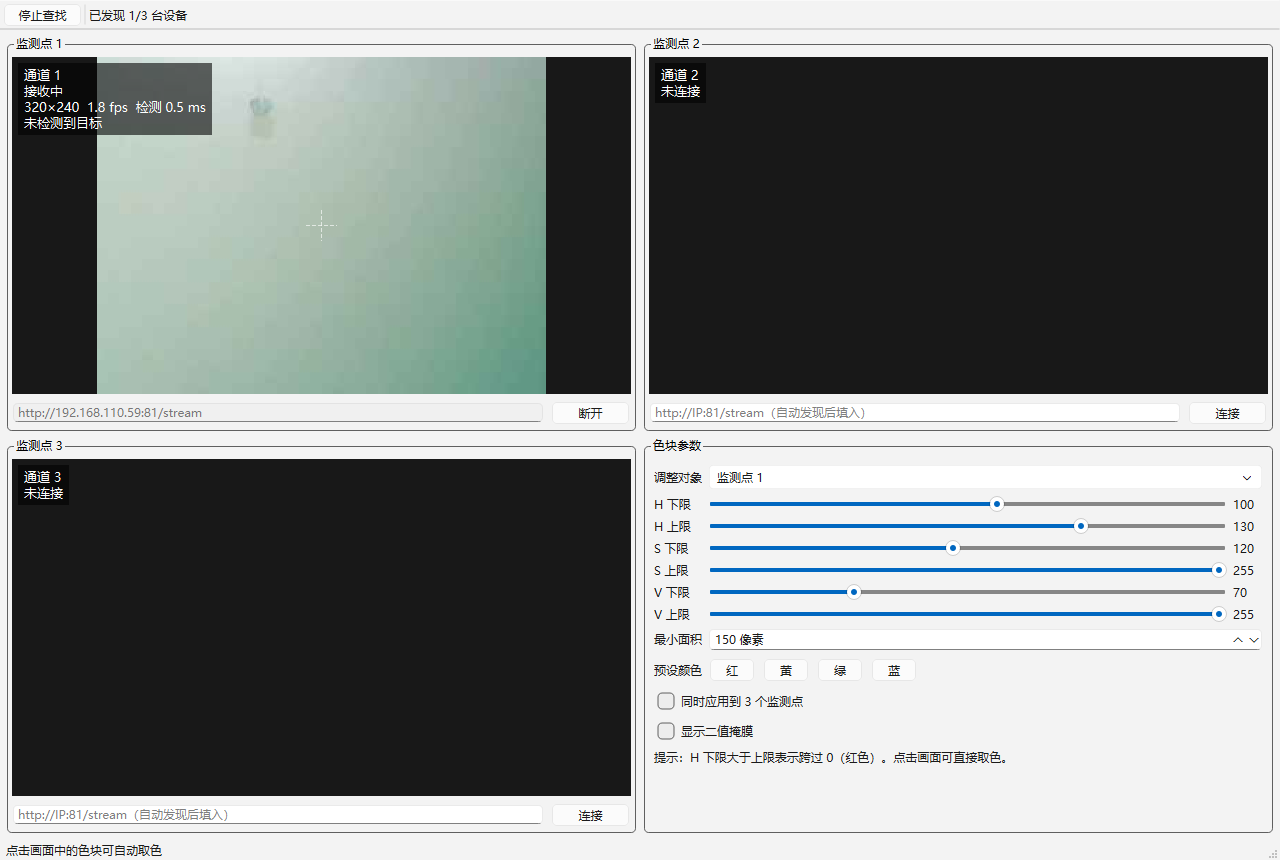 停止查找 已发现 1/3 台设备
监测点 1
通道 1
接收中
320×240 1.8 fps 检测 0.5 ms
未检测到目标
http://192.168.110.59:81/stream 断开
监测点 2
通道 2
未连接
http://IP:81/stream（自动发现后填入） 连接
监测点 3
通道 3
未连接
http://IP:81/stream（自动发现后填入） 连接
色块参数
调整对象 监测点 1
H 下限 100
H 上限 130
S 下限 120
S 上限 255
V 下限 70
V 上限 255
最小面积 150 像素
预设颜色 红 黄 绿 蓝
同时应用到 3 个监测点
显示二值掩膜
提示：H 下限大于上限表示跨过 0（红色）。点击画面可直接取色。
点击画面中的色块可自动取色